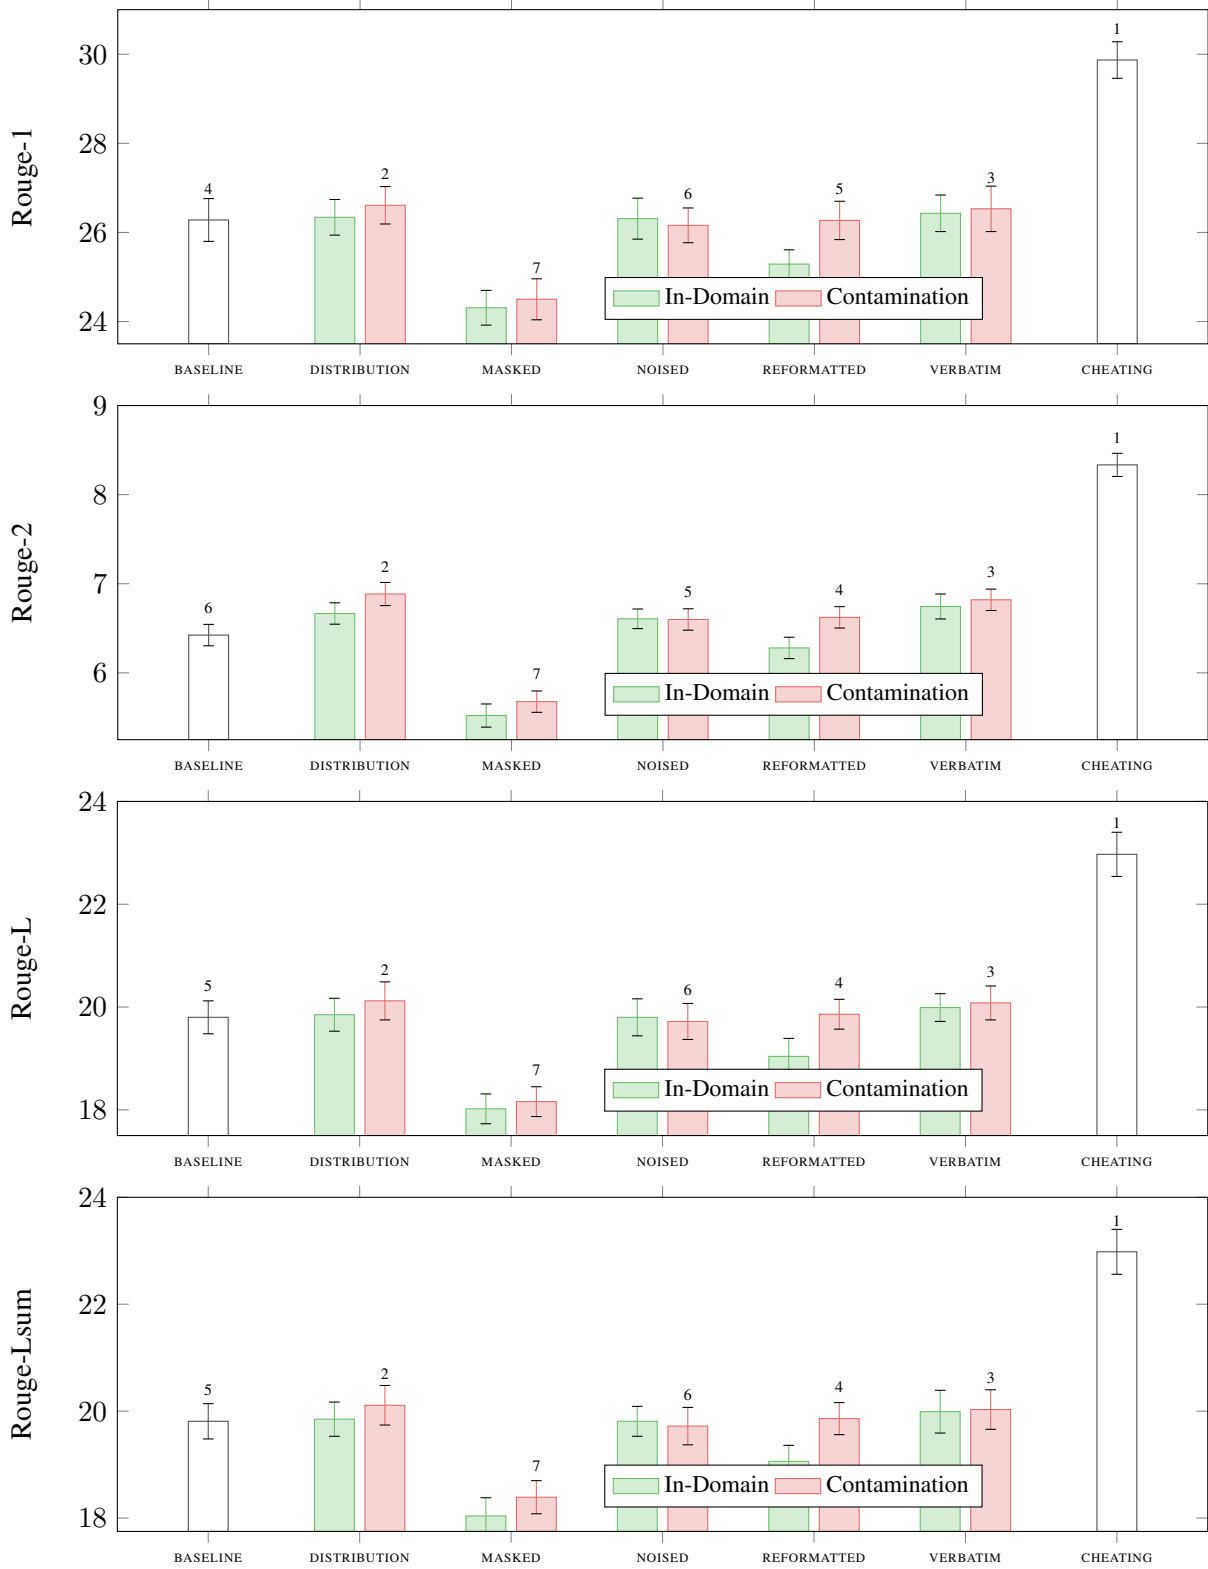 Rouge-1
30
28
26
24
1
4
2
7
6
5
3
In-Domain
Contamination
BASELINE
DISTRIBUTION
MASKED
NOISED
REFORMATTED
VERBATIM
CHEATING
Rouge-2
9
8
7
6
1
6
2
7
5
4
3
In-Domain
Contamination
BASELINE
DISTRIBUTION
MASKED
NOISED
REFORMATTED
VERBATIM
CHEATING
Rouge-L
24
22
20
18
1
5
2
7
6
4
3
In-Domain
Contamination
BASELINE
DISTRIBUTION
MASKED
NOISED
REFORMATTED
VERBATIM
CHEATING
Rouge-Lsum
24
22
20
18
1
5
2
7
6
4
3
In-Domain
Contamination
BASELINE
DISTRIBUTION
MASKED
NOISED
REFORMATTED
VERBATIM
CHEATING